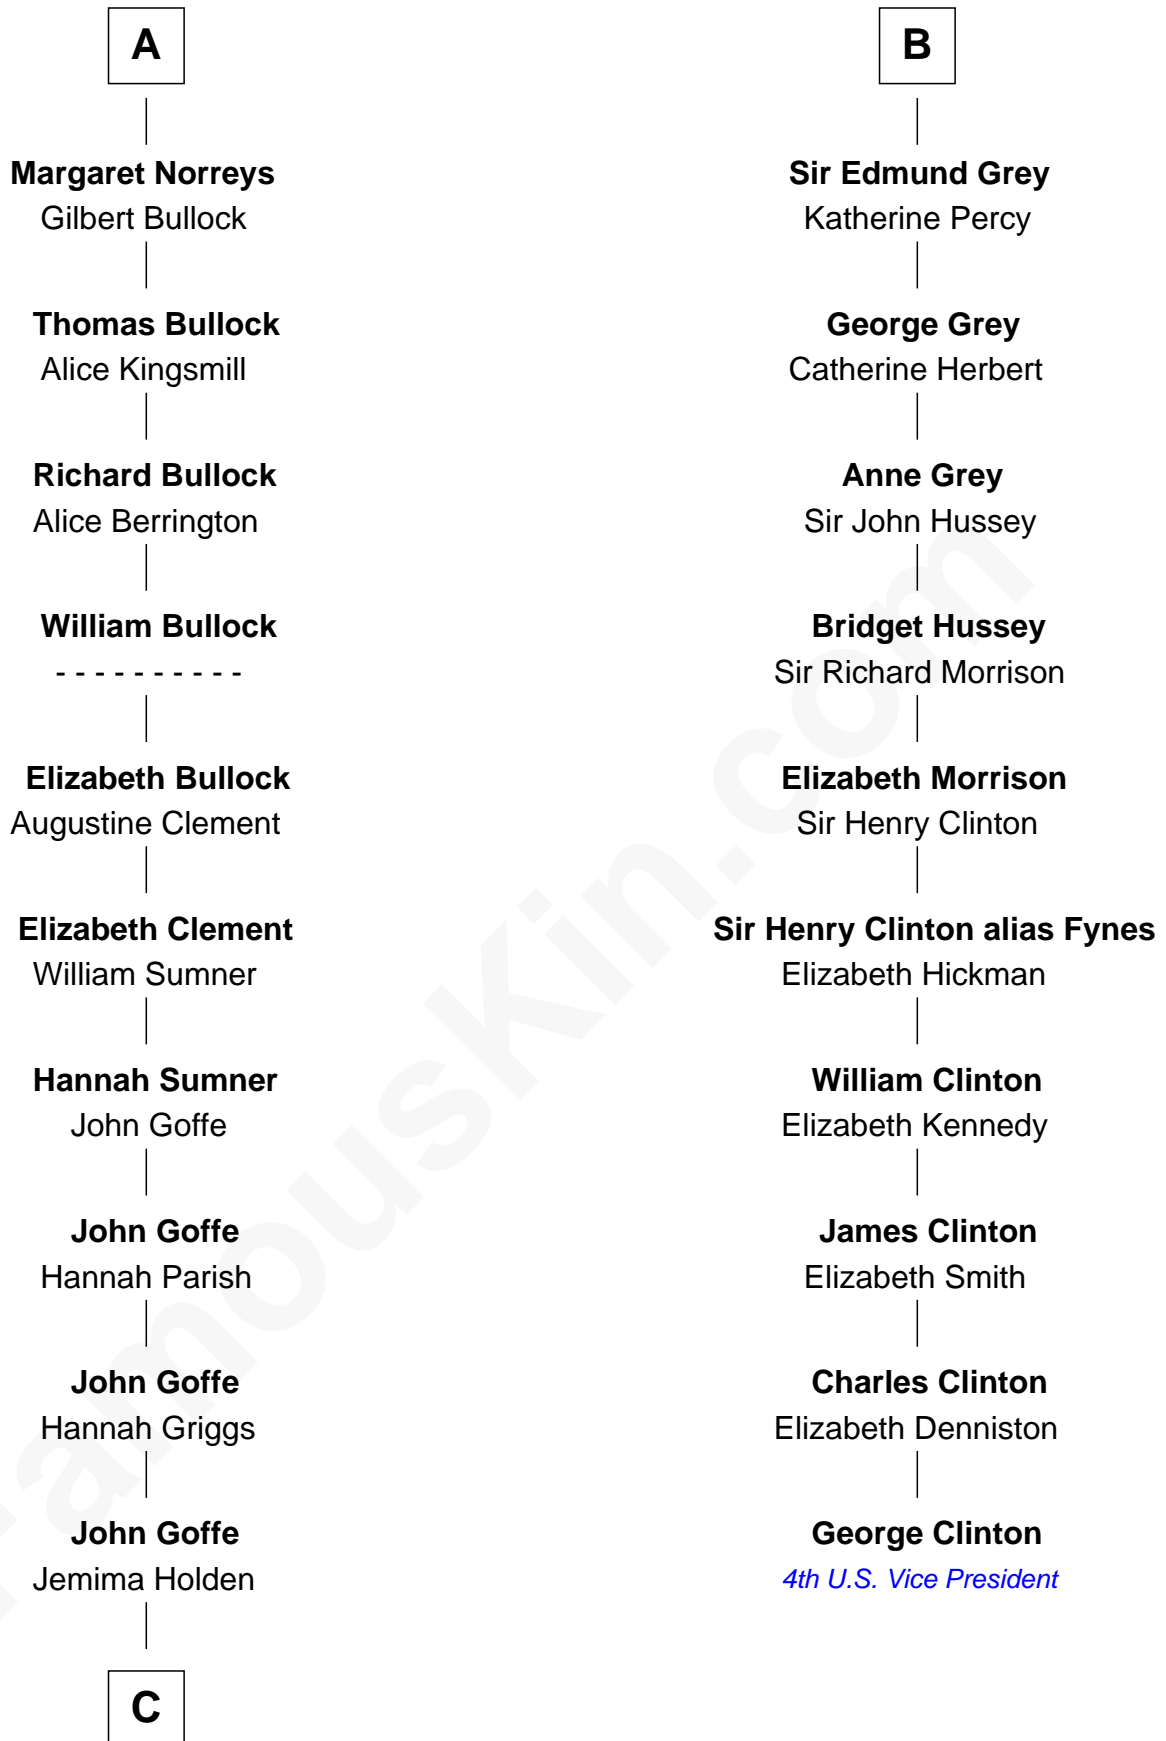 A
Margaret Norreys
Gilbert Bullock
Thomas Bullock
Alice Kingsmill
Richard Bullock
Alice Berrington
William Bullock
- - - - - - - - - -
Elizabeth Bullock
Augustine Clement
Elizabeth Clement
William Sumner
Hannah Sumner
John Goffe
John Goffe
Hannah Parish
John Goffe
Hannah Griggs
John Goffe
Jemima Holden
C
B
Sir Edmund Grey
Katherine Percy
George Grey
Catherine Herbert
Anne Grey
Sir John Hussey
Bridget Hussey
Sir Richard Morrison
Elizabeth Morrison
Sir Henry Clinton
Sir Henry Clinton alias Fynes
Elizabeth Hickman
William Clinton
Elizabeth Kennedy
James Clinton
Elizabeth Smith
Charles Clinton
Elizabeth Denniston
George Clinton
4th U.S. Vice President
FamousKin.com